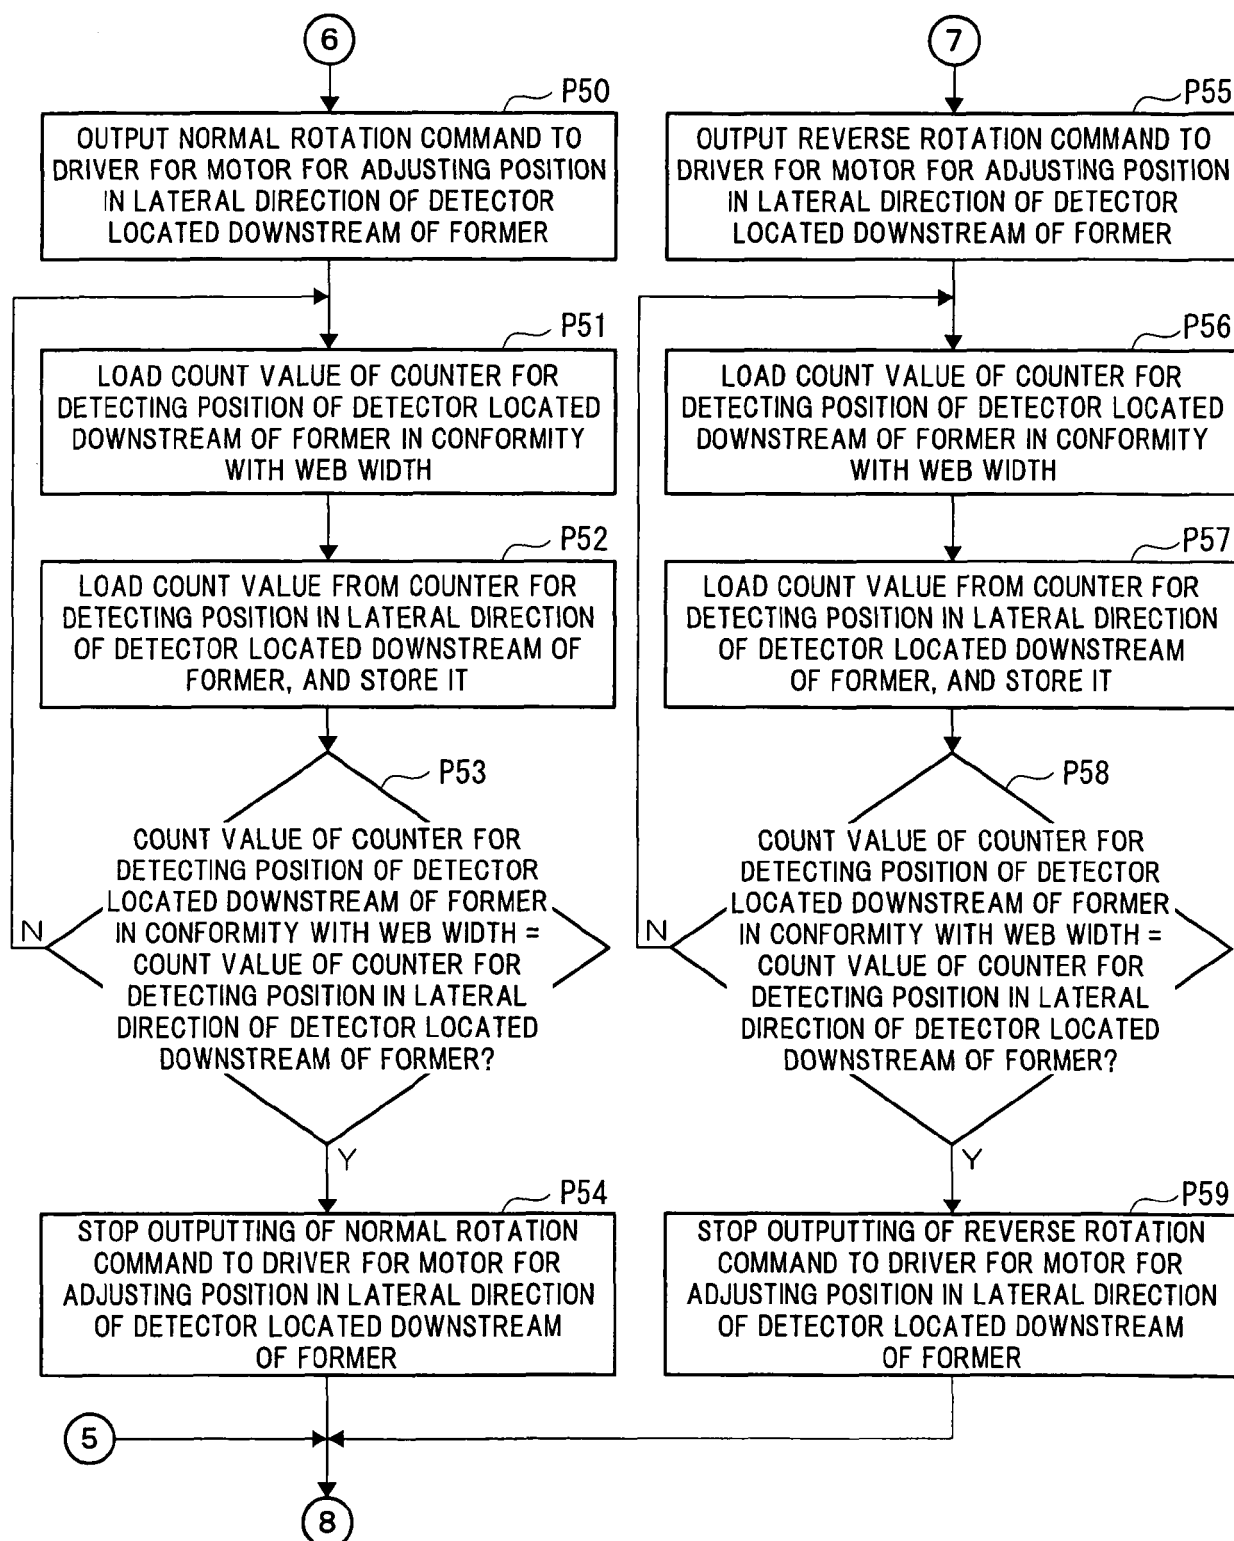 6
P50
OUTPUT NORMAL ROTATION COMMAND TO
DRIVER FOR MOTOR FOR ADJUSTING POSITION
IN LATERAL DIRECTION OF DETECTOR
LOCATED DOWNSTREAM OF FORMER
P51
LOAD COUNT VALUE OF COUNTER FOR
DETECTING POSITION OF DETECTOR LOCATED
DOWNSTREAM OF FORMER IN CONFORMITY
WITH WEB WIDTH
P52
LOAD COUNT VALUE FROM COUNTER FOR
DETECTING POSITION IN LATERAL DIRECTION
OF DETECTOR LOCATED DOWNSTREAM OF
FORMER, AND STORE IT
P53
COUNT VALUE OF COUNTER FOR
DETECTING POSITION OF DETECTOR
LOCATED DOWNSTREAM OF FORMER
IN CONFORMITY WITH WEB WIDTH =
COUNT VALUE OF COUNTER FOR
DETECTING POSITION IN LATERAL
DIRECTION OF DETECTOR LOCATED
DOWNSTREAM OF FORMER?
N
Y
P54
STOP OUTPUTTING OF NORMAL ROTATION
COMMAND TO DRIVER FOR MOTOR FOR
ADJUSTING POSITION IN LATERAL DIRECTION
OF DETECTOR LOCATED DOWNSTREAM
OF FORMER
5
8
7
P55
OUTPUT REVERSE ROTATION COMMAND TO
DRIVER FOR MOTOR FOR ADJUSTING POSITION
IN LATERAL DIRECTION OF DETECTOR
LOCATED DOWNSTREAM OF FORMER
P56
LOAD COUNT VALUE OF COUNTER FOR
DETECTING POSITION OF DETECTOR LOCATED
DOWNSTREAM OF FORMER IN CONFORMITY
WITH WEB WIDTH
P57
LOAD COUNT VALUE FROM COUNTER FOR
DETECTING POSITION IN LATERAL DIRECTION
OF DETECTOR LOCATED DOWNSTREAM
OF FORMER, AND STORE IT
P58
COUNT VALUE OF COUNTER FOR
DETECTING POSITION OF DETECTOR
LOCATED DOWNSTREAM OF FORMER
IN CONFORMITY WITH WEB WIDTH =
COUNT VALUE OF COUNTER FOR
DETECTING POSITION IN LATERAL
DIRECTION OF DETECTOR LOCATED
DOWNSTREAM OF FORMER?
N
Y
P59
STOP OUTPUTTING OF REVERSE ROTATION
COMMAND TO DRIVER FOR MOTOR FOR
ADJUSTING POSITION IN LATERAL DIRECTION
OF DETECTOR LOCATED DOWNSTREAM
OF FORMER